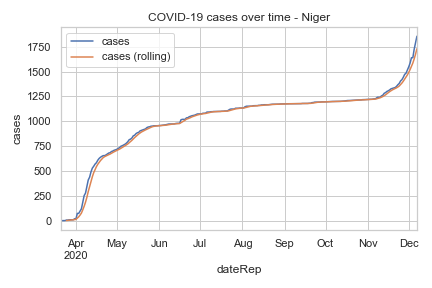 COVID-19 cases over time - Niger
cases
cases (rolling)
1750
1500
1250
1000
750
500
250
0
cases
Apr May Jun Jul Aug Sep Oct Nov Dec
2020
dateRep